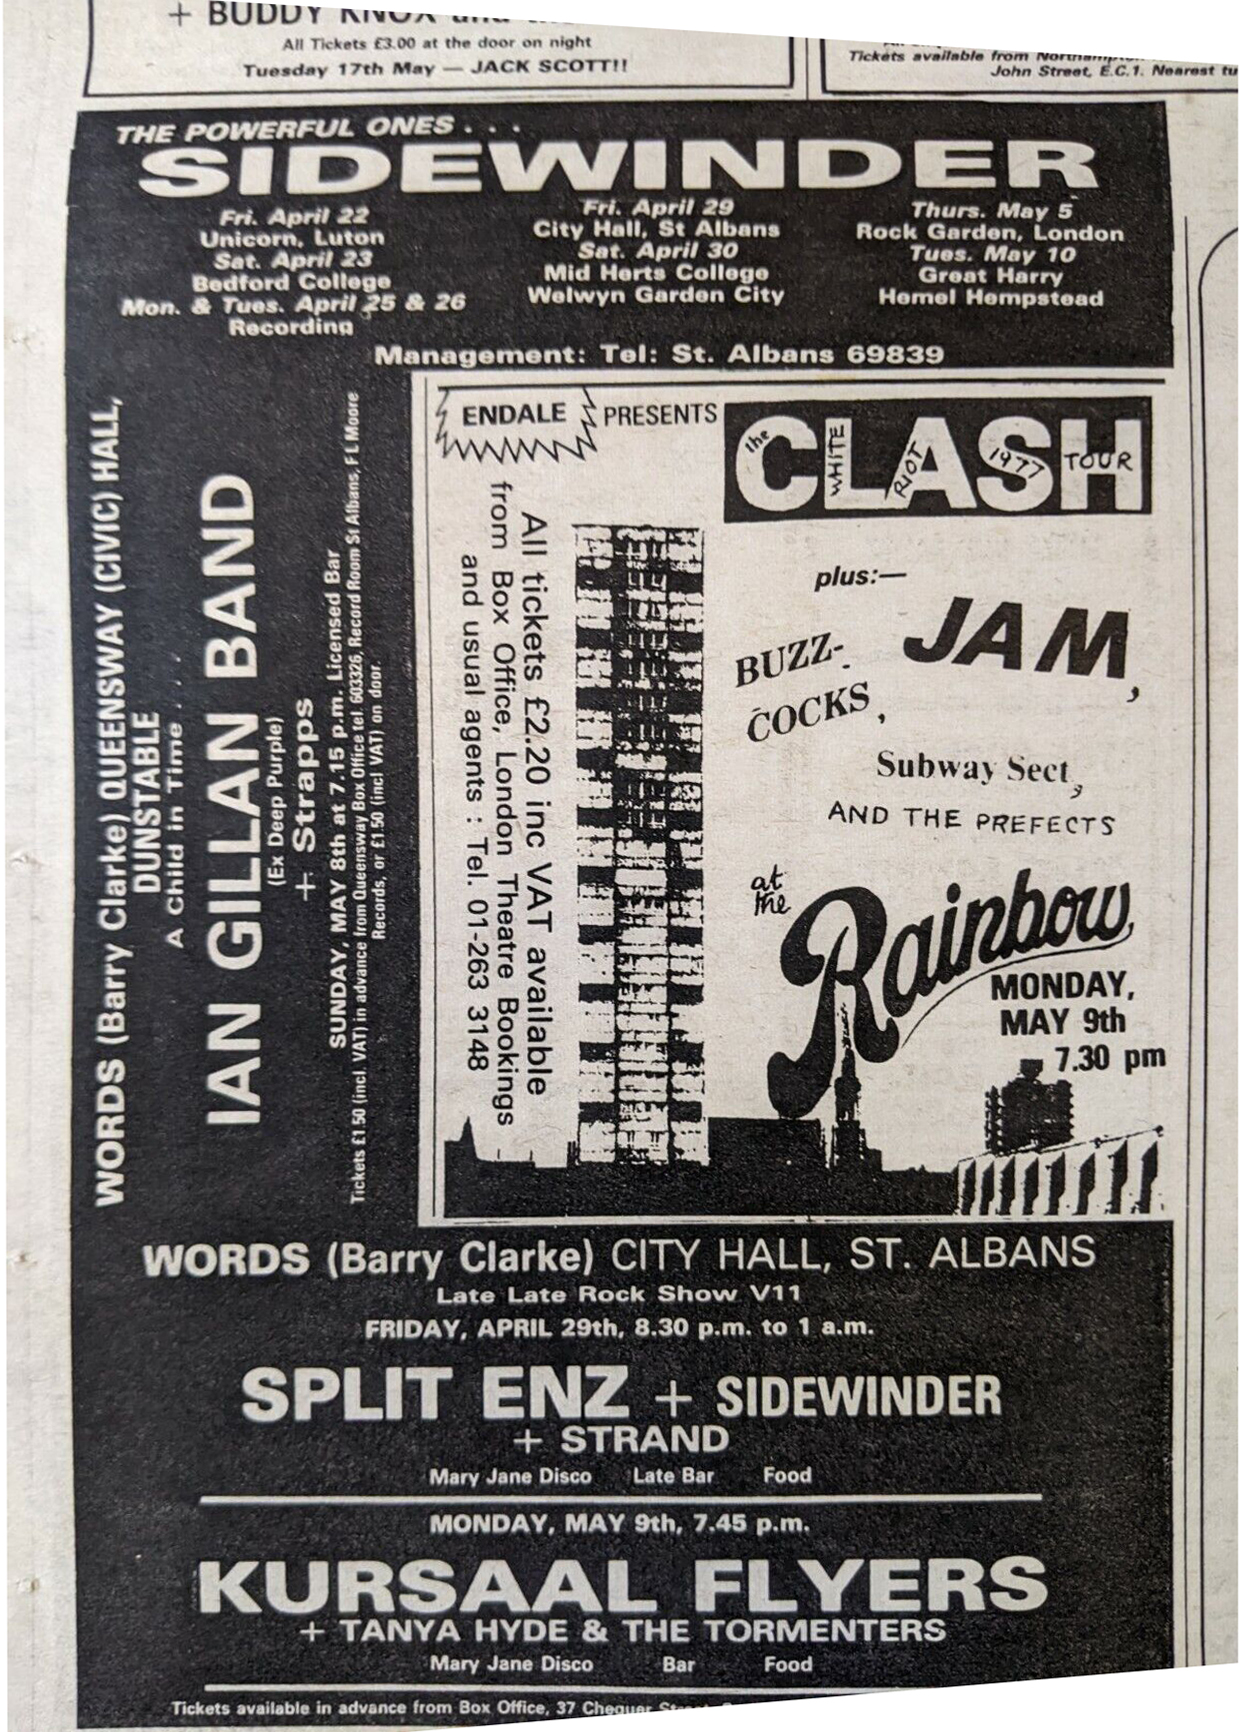 + BUDDY KNOX and
All Tickets £3.00 at the door on night
Tuesday 17th May — JACK SCOTT!!
Tickets available from
John Street, E.C.1. Nearest
THE POWERFUL ONES . . .
SIDEWINDER
Fri. April 22
Unicorn, Luton
Sat. April 23
Bedford College
Mon. & Tues. April 25 & 26
Recording
Fri. April 29
City Hall, St Albans
Sat. April 30
Mid Herts College
Welwyn Garden City
Thurs. May 5
Rock Garden, London
Tues. May 10
Great Harry
Hemel Hempstead
Management: Tel: St. Albans 69839
WORDS (Barry Clarke) QUEENSWAY (CIVIC) HALL,
DUNSTABLE
A Child in Time . . .
IAN GILLAN BAND
(Ex Deep Purple)
+ Strapps
SUNDAY, MAY 8th at 7.15 p.m. Licensed Bar
Tickets £1.50 (incl. VAT) in advance from Queensway Box Office tel. 603326, Record Room St Albans, F L Moore
Records, or £1.50 (incl VAT) on door.
ENDALE PRESENTS
the CLASH
WHITE RIOT 1977 TOUR
All tickets £2.20 inc VAT available
from Box Office, London Theatre Bookings
and usual agents : Tel. 01-263 3148
plus:—
JAM,
BUZZ-
COCKS,
Subway Sect,
AND THE PREFECTS
at
the
Rainbow
MONDAY,
MAY 9th
7.30 pm
WORDS (Barry Clarke) CITY HALL, ST. ALBANS
Late Late Rock Show V11
FRIDAY, APRIL 29th, 8.30 p.m. to 1 a.m.
SPLIT ENZ + SIDEWINDER
+ STRAND
Mary Jane Disco Late Bar Food
MONDAY, MAY 9th, 7.45 p.m.
KURSAAL FLYERS
+ TANYA HYDE & THE TORMENTERS
Mary Jane Disco Bar Food
Tickets available in advance from Box Office, 37 Chequer